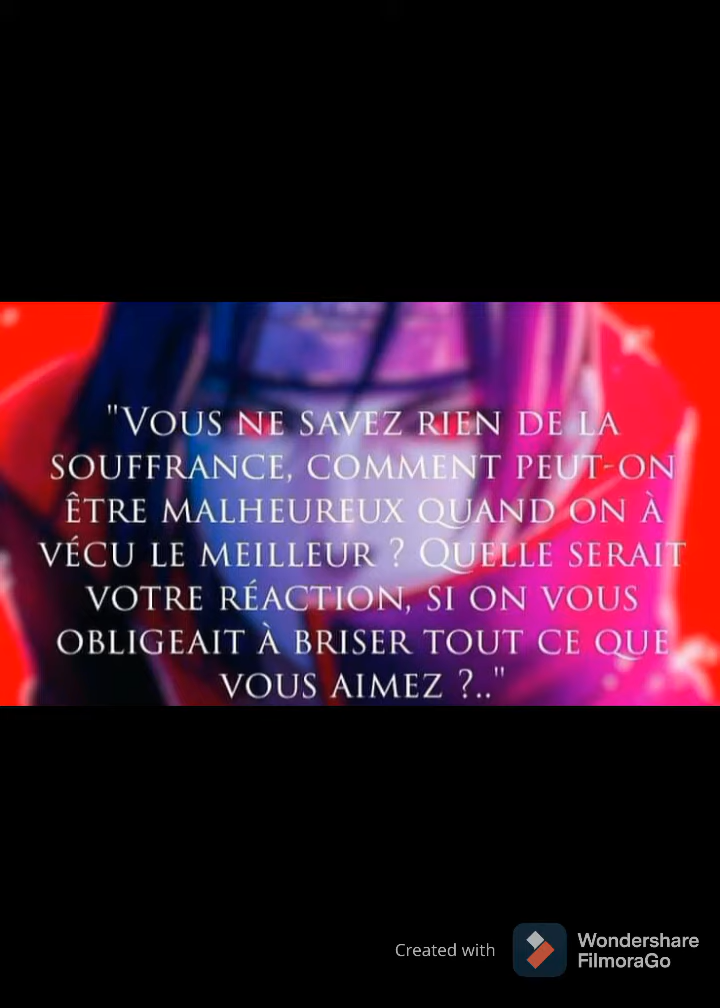 "Vous ne savez rien de la
souffrance, comment peut-on
être malheureux quand on à
vécu le meilleur ? Quelle serait
votre réaction, si on vous
obligeait à briser tout ce que
vous aimez ?.."
Created with
Wondershare
FilmoraGo